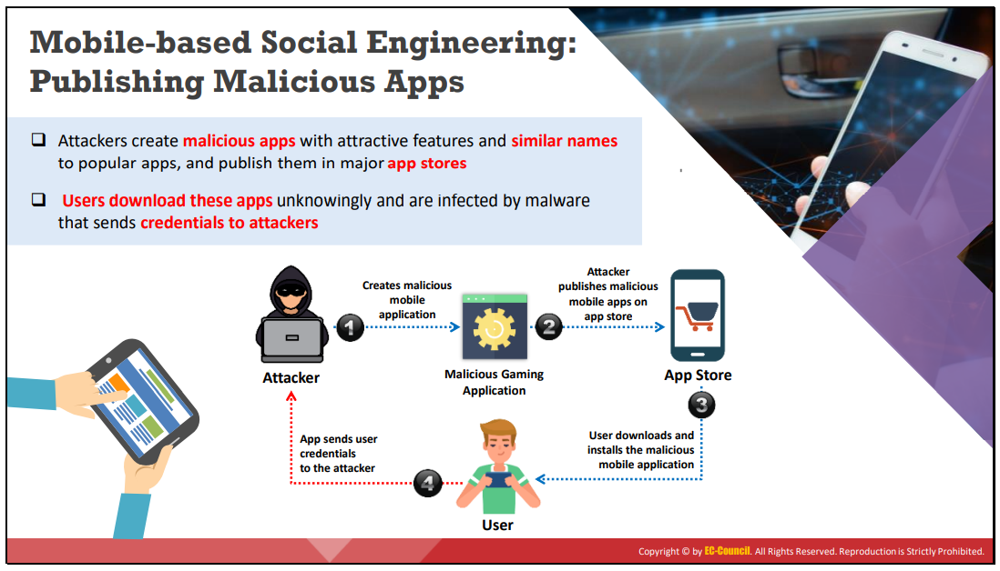 Mobile-based Social Engineering:
Publishing Malicious Apps
Attackers create malicious apps with attractive features and similar names
to popular apps, and publish them in major app stores
Users download these apps unknowingly and are infected by malware
that sends credentials to attackers
Creates malicious
mobile
application
Attacker
publishes malicious
mobile apps on
app store
1
2
Attacker
Malicious Gaming
Application
App Store
3
User downloads and
installs the malicious
mobile application
App sends user
credentials
to the attacker
4
User
Copyright © by EC-Council. All Rights Reserved. Reproduction is Strictly Prohibited.